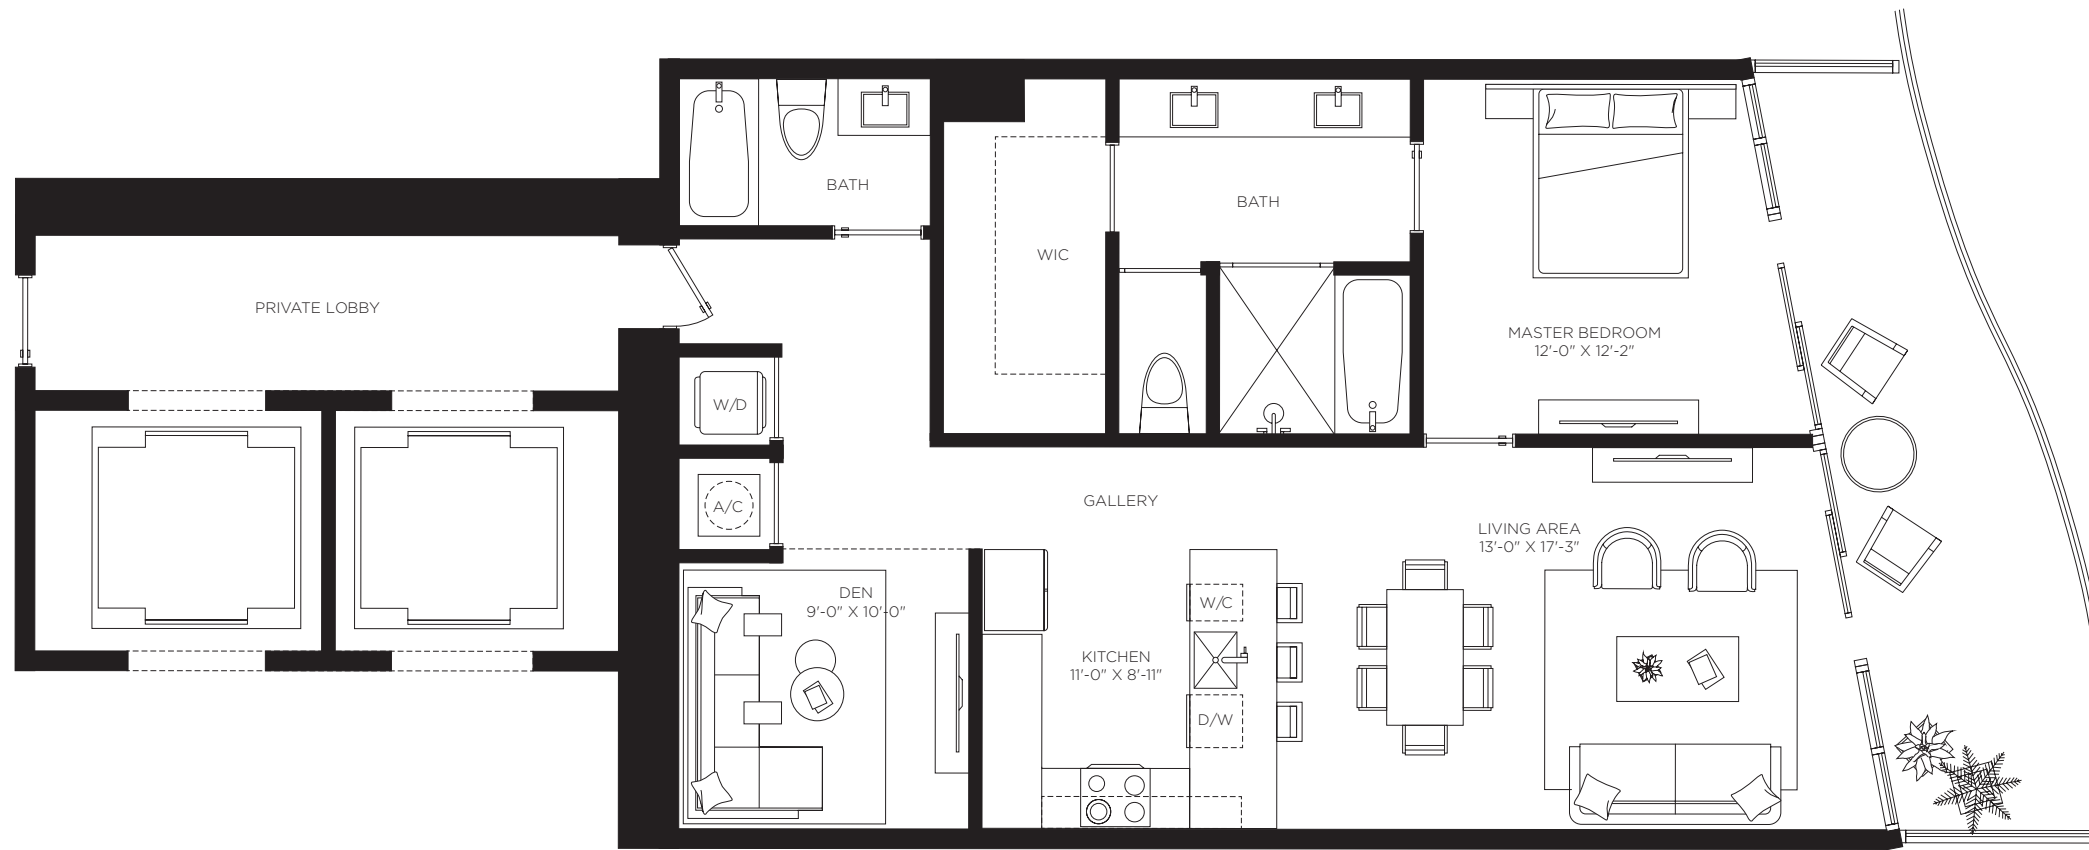 BATH
BATH
WIC
PRIVATE LOBBY
MASTER BEDROOM
12'-0" X 12'-2"
W/D
GALLERY
A/C
LIVING AREA
13'-0" X 17'-3"
DEN
9'-0" X 10'-0"
W/C
KITCHEN
11'-0" X 8'-11"
D/W